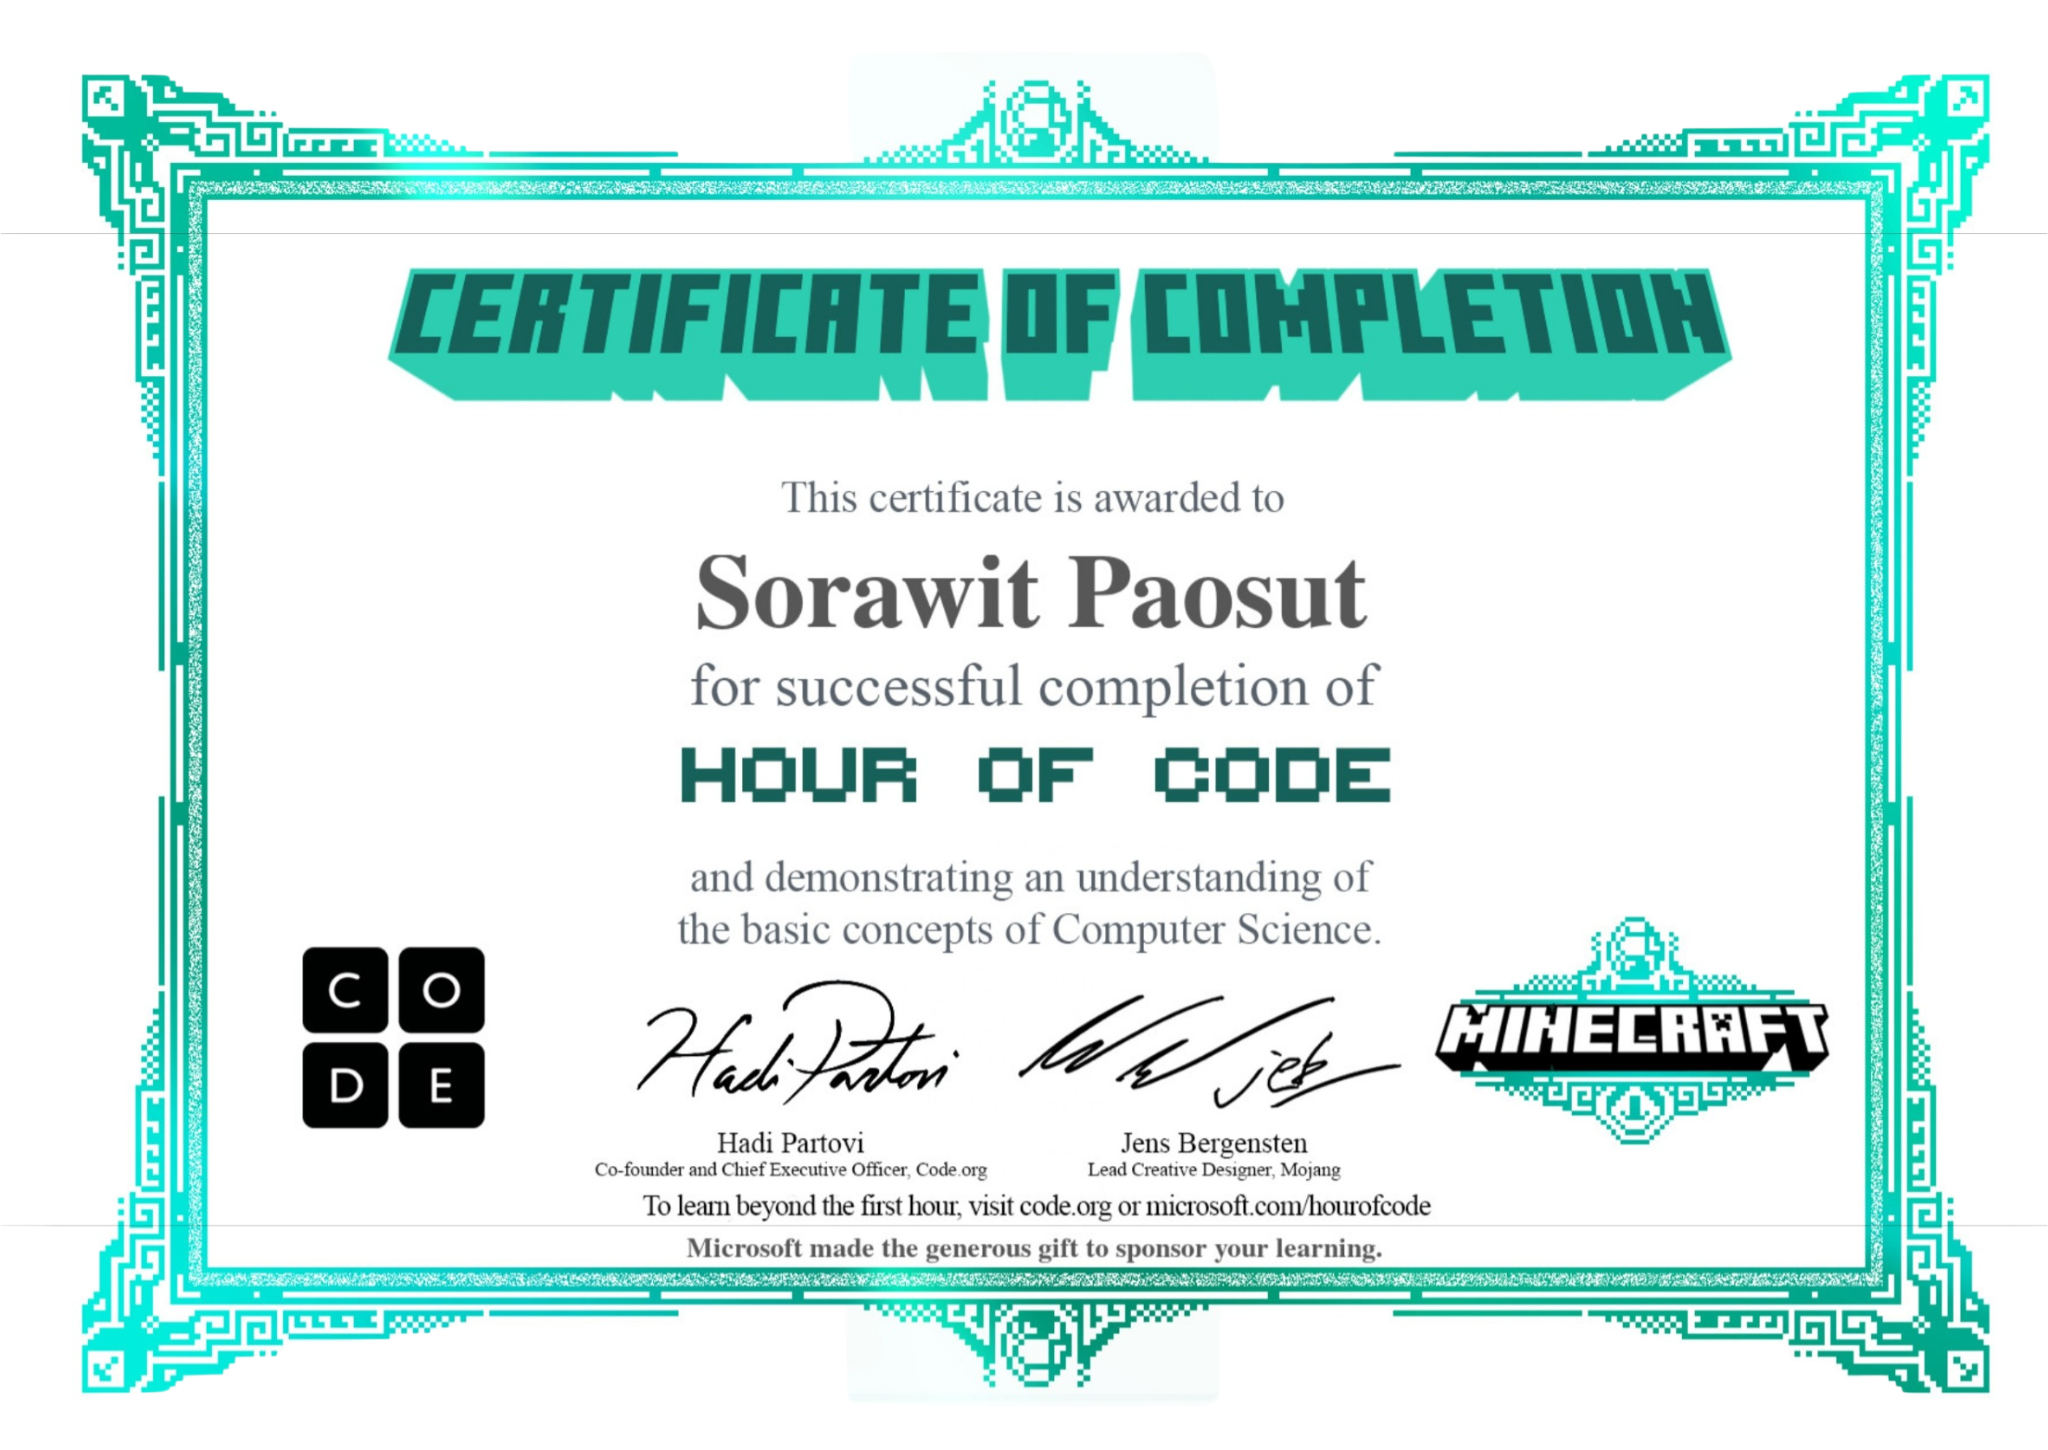 CERTIFICATE OF COMPLETION
This certificate is awarded to
Sorawit Paosut
for successful completion of
HOUR OF CODE
and demonstrating an understanding of
the basic concepts of Computer Science.
C O
D E
Hadi Partovi
jeb
MINECRAFT
Hadi Partovi
Co-founder and Chief Executive Officer, Code.org
Jens Bergensten
Lead Creative Designer, Mojang
To learn beyond the first hour, visit code.org or microsoft.com/hourofcode
Microsoft made the generous gift to sponsor your learning.